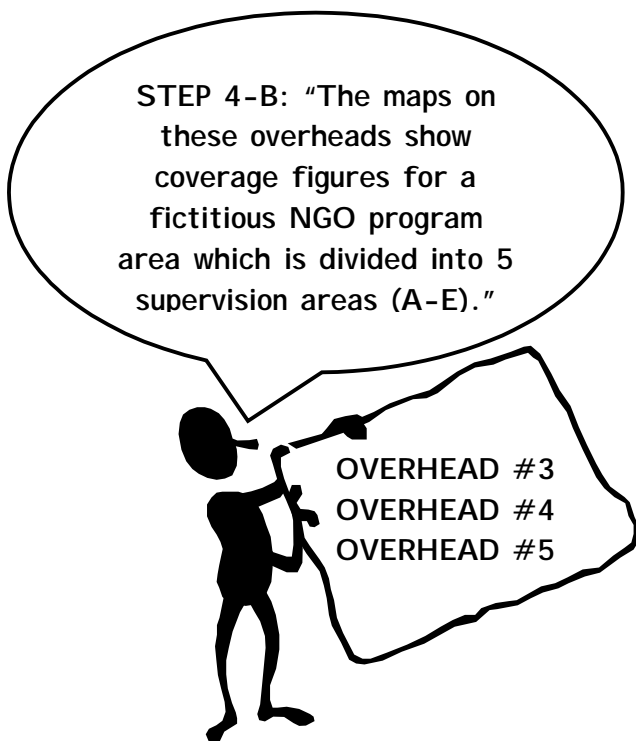 STEP 4-B: “The maps on
these overheads show
coverage figures for a
fictitious NGO program
area which is divided into 5
supervision areas (A-E).”
OVERHEAD #3
OVERHEAD #4
OVERHEAD #5